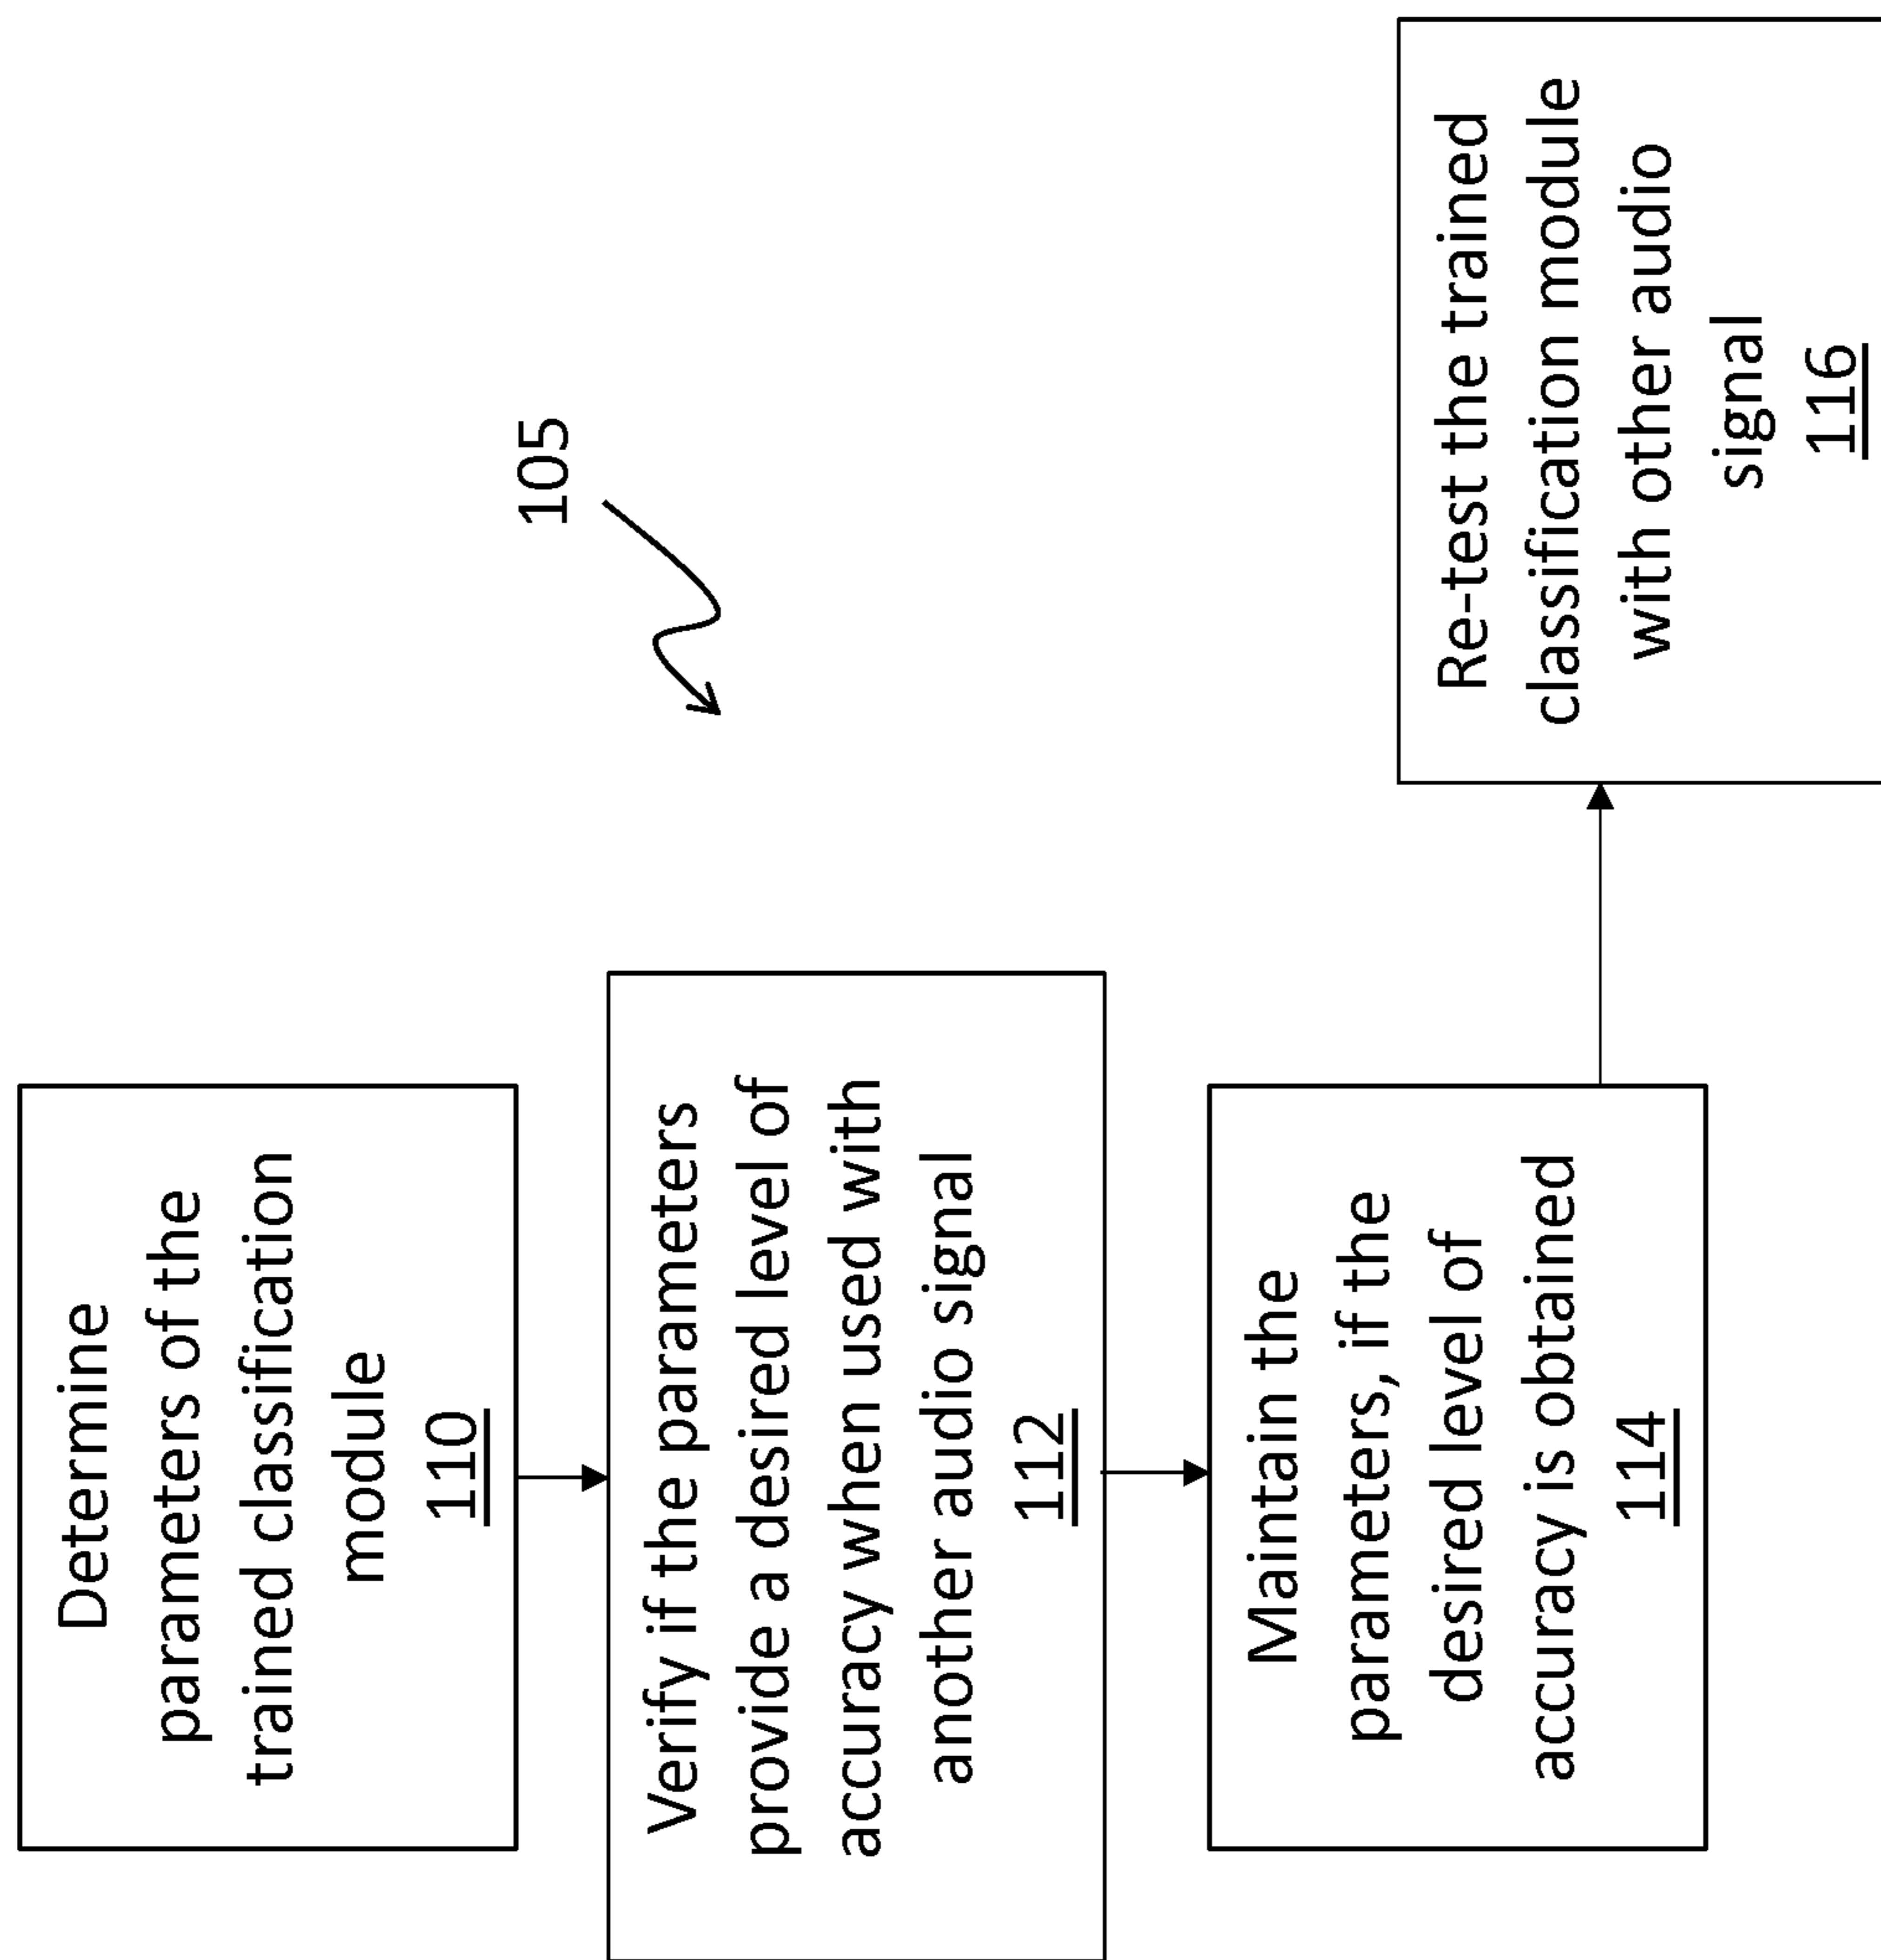 Determine
parameters of the
trained classification
module
110
Verify if the parameters
provide a desired level of
accuracy when used with
another audio signal
112
Maintain the
parameters, if the
desired level of
accuracy is obtained
114
105
Re-test the trained
classification module
with other audio
signal
116